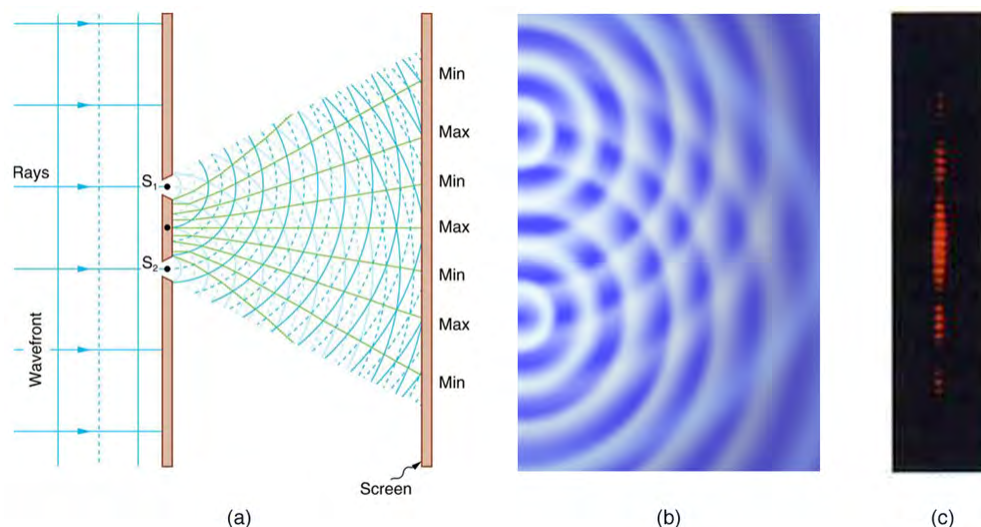 Min
Max
Rays
S1
Min
Max
S2
Min
Max
Wavefront
Min
Screen
(a)
(b)
(c)